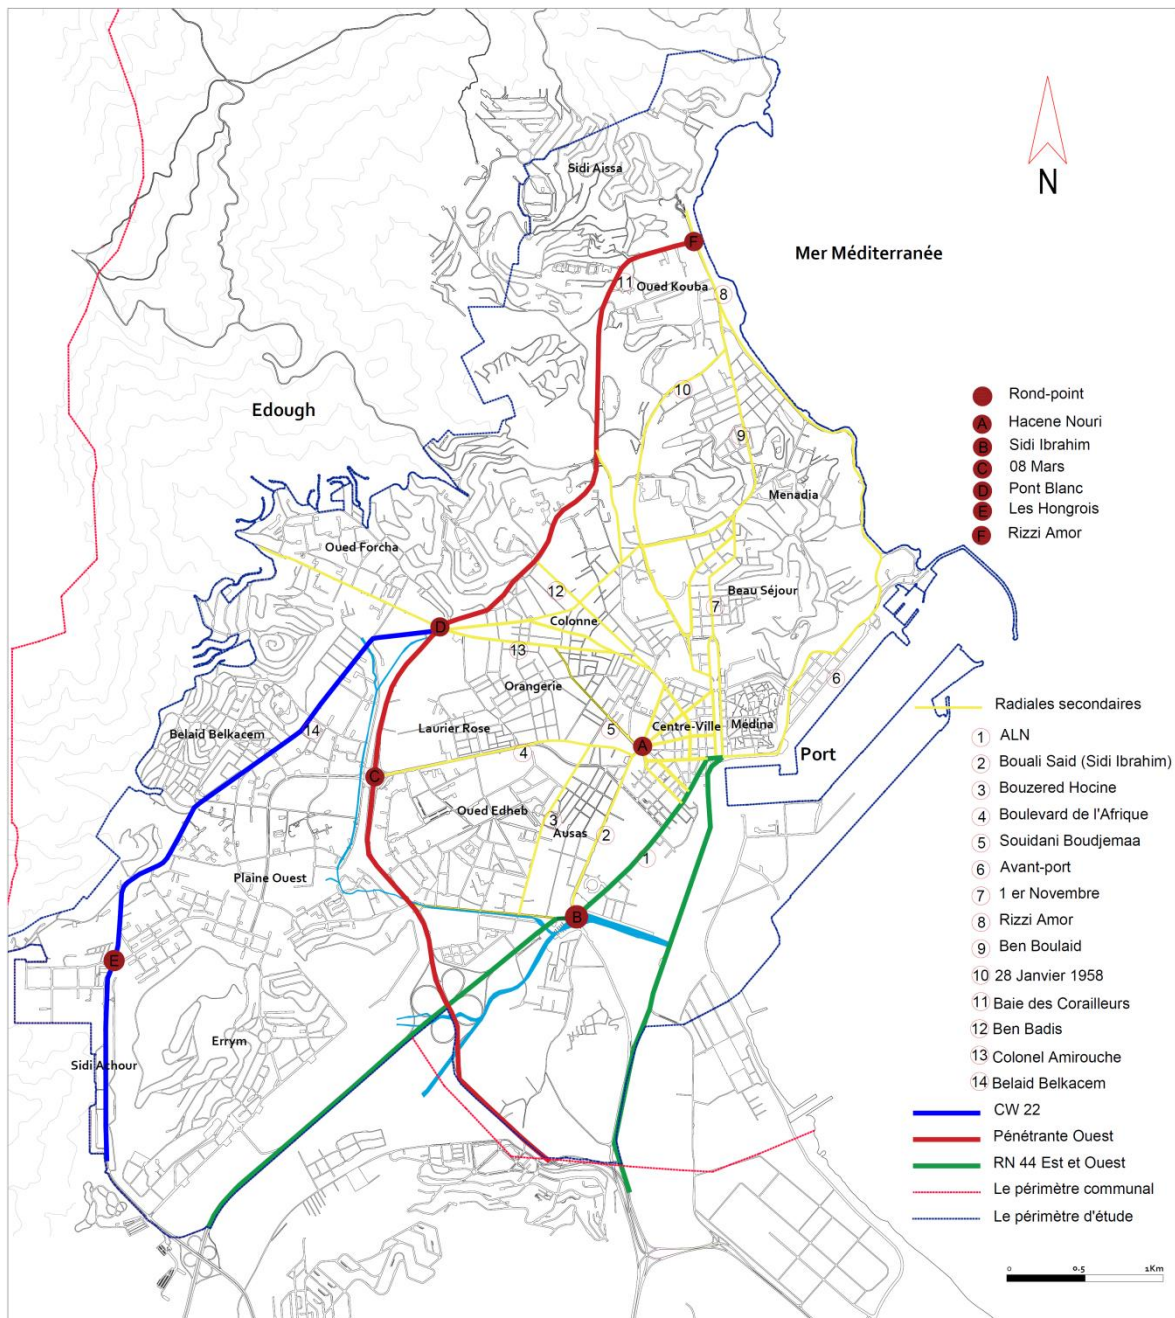 Sidi Aissa
Mer Méditerranée
F
11
Oued Kouba
8
10
Edough
9
Menadia
Oued Forcha
12
Beau Séjour
7
D
Colonne
13
6
Orangerie
Belaid Belkacem
14
Laurier Rose
5
Centre-Ville
Médina
A
4
Port
C
Oued Edheb
3
Ausas
2
1
Plaine Ouest
B
E
Errym
Sidi Achour
N
Rond-point
A Hacene Nouri
B Sidi Ibrahim
C 08 Mars
D Pont Blanc
E Les Hongrois
F Rizzi Amor
Radiales secondaires
1 ALN
2 Bouali Said (Sidi Ibrahim)
3 Bouzered Hocine
4 Boulevard de l'Afrique
5 Souidani Boudjemaa
6 Avant-port
7 1 er Novembre
8 Rizzi Amor
9 Ben Boulaid
10 28 Janvier 1958
11 Baie des Corailleurs
12 Ben Badis
13 Colonel Amirouche
14 Belaid Belkacem
CW 22
Pénétrante Ouest
RN 44 Est et Ouest
Le périmètre communal
Le périmètre d'étude
0 0.5 1Km